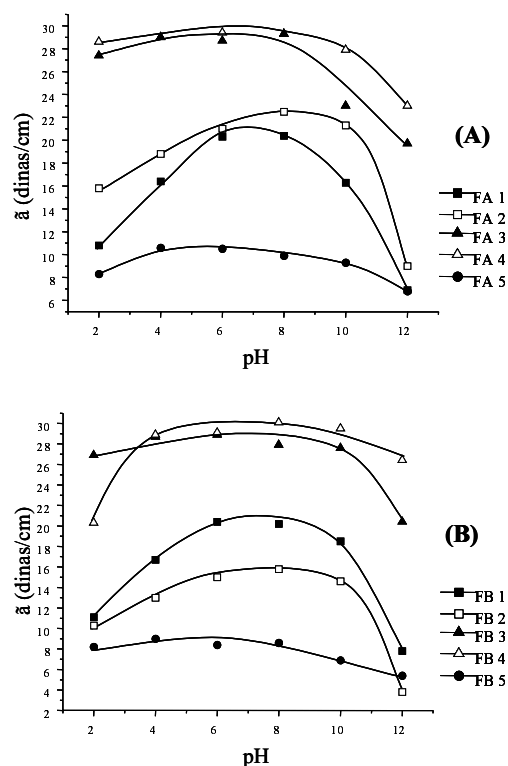 30
28
26
24
22
20
18
16
14
12
10
8
6
ã (dinas/cm)
2 4 6 8 10 12
pH
(A)
FA 1
FA 2
FA 3
FA 4
FA 5
30
28
26
24
22
20
18
16
14
12
10
8
6
4
2
ã (dinas/cm)
2 4 6 8 10 12
pH
(B)
FB 1
FB 2
FB 3
FB 4
FB 5